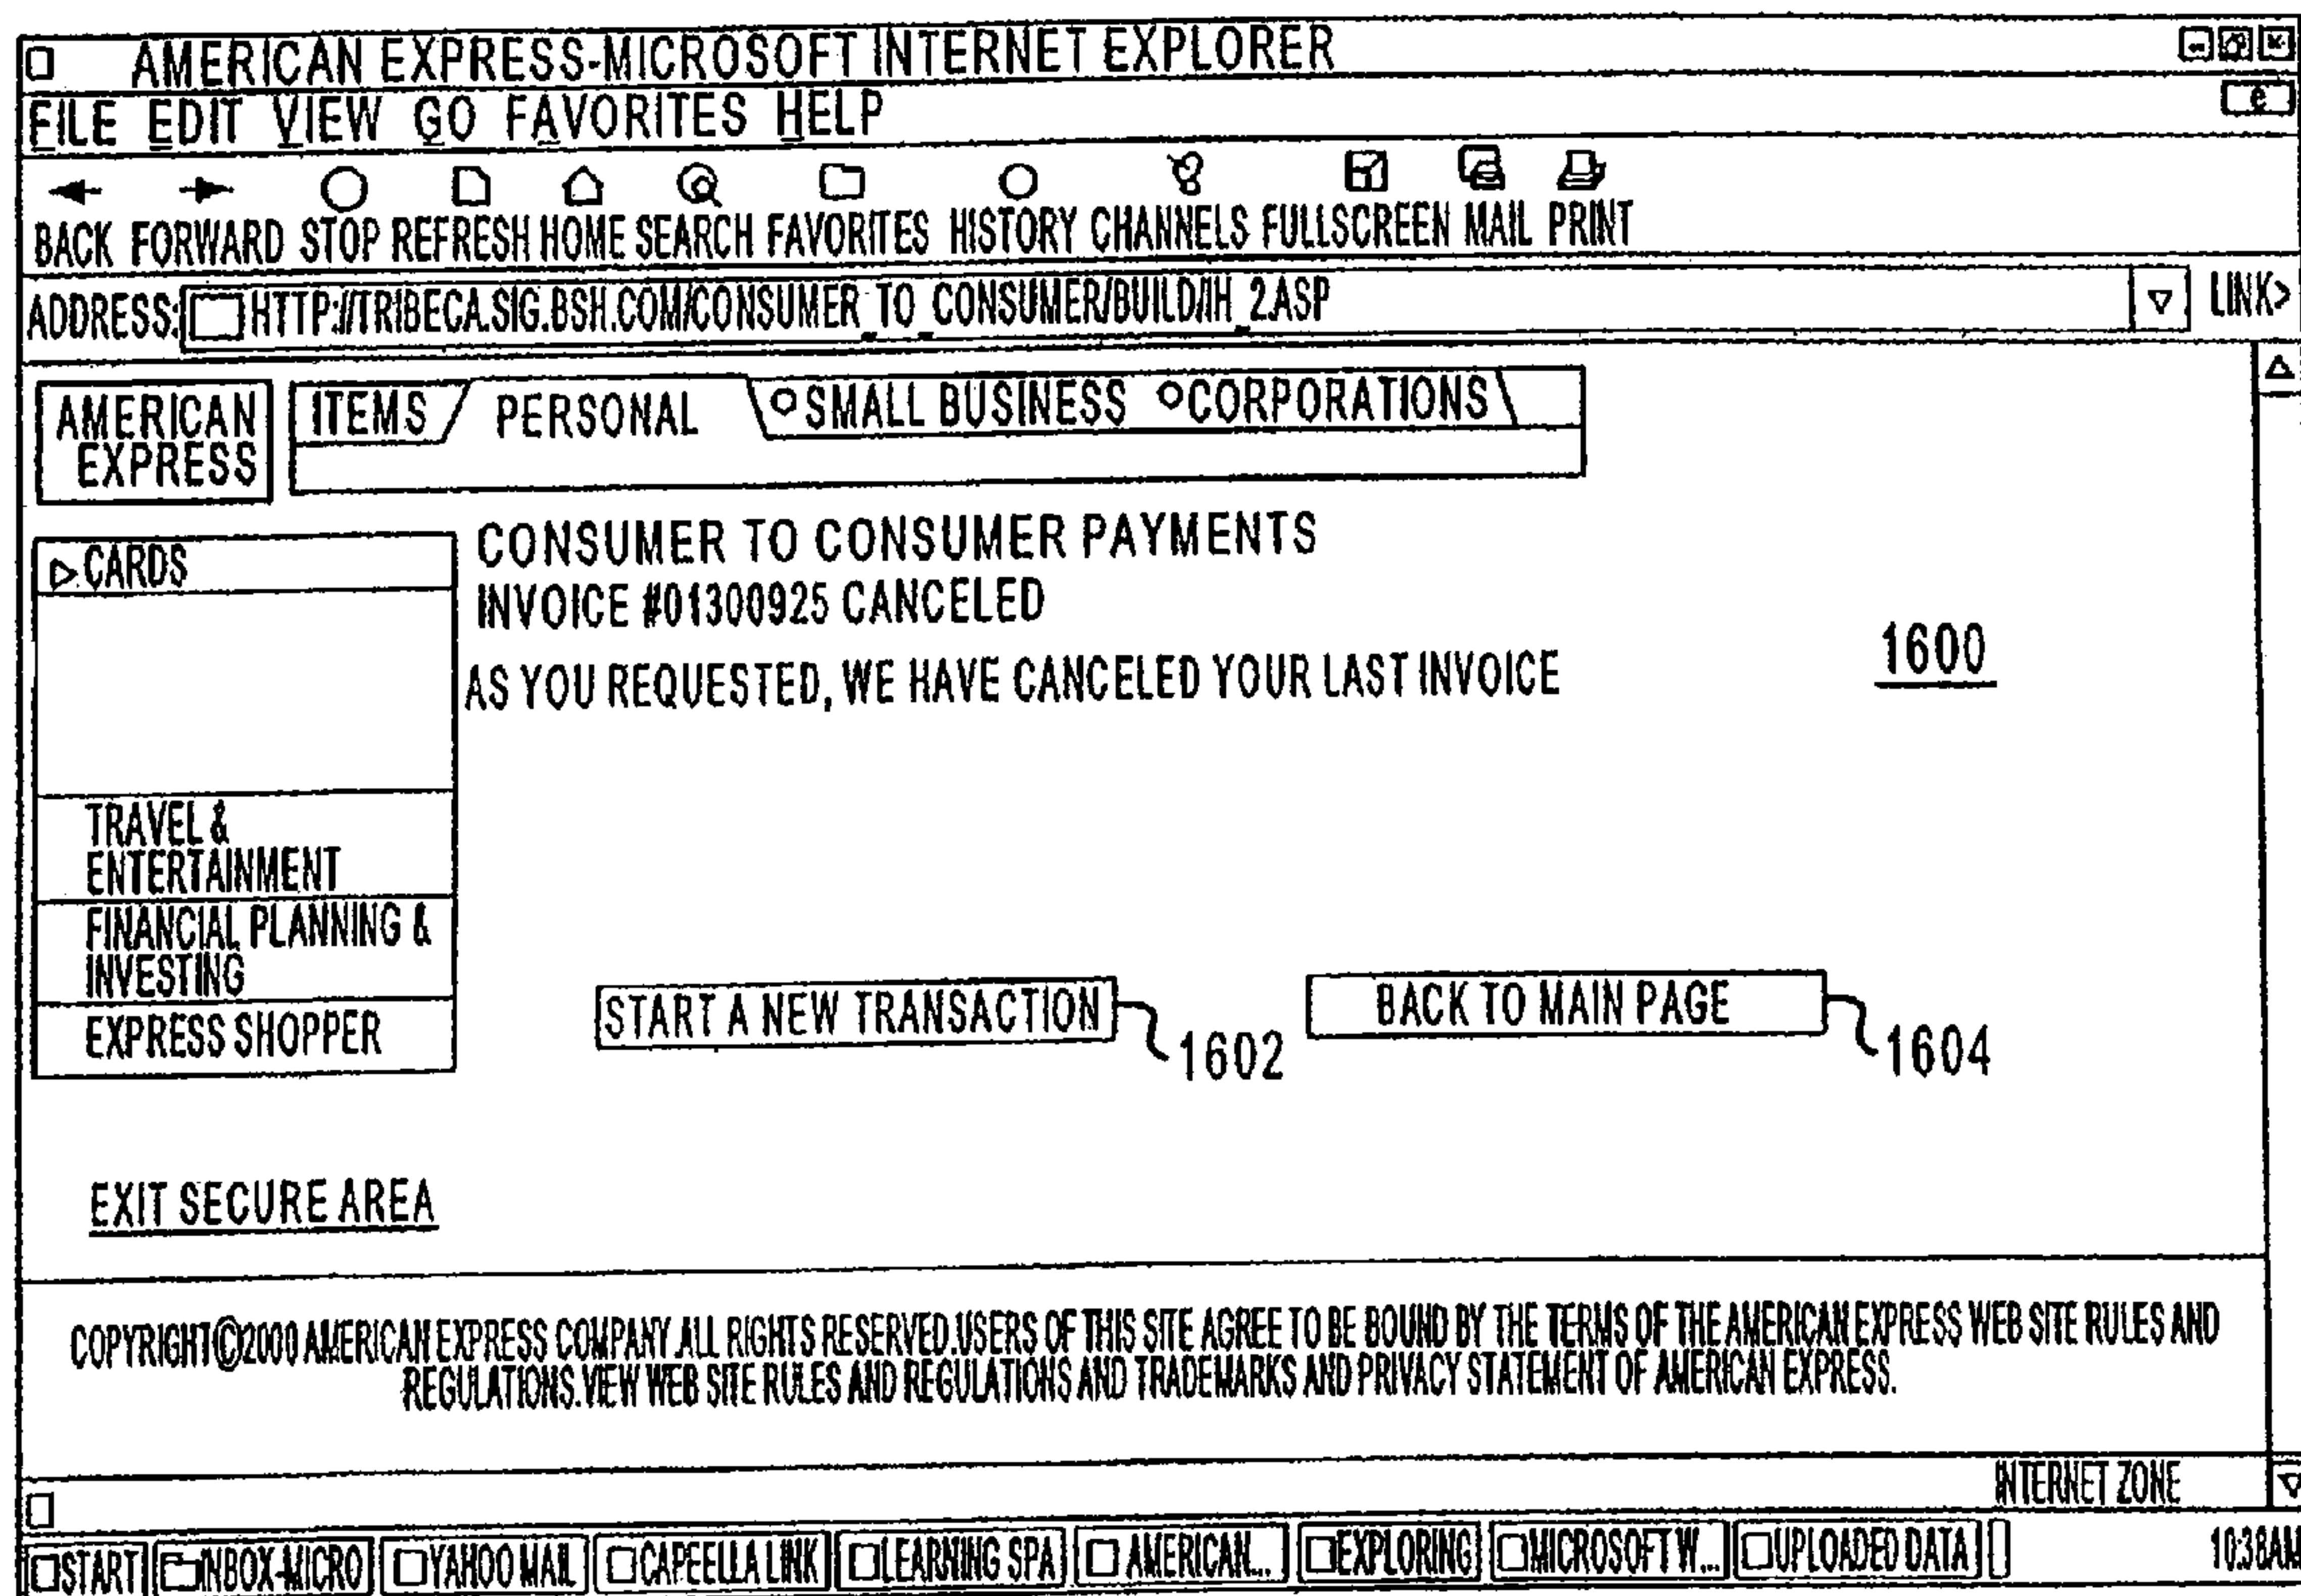 AMERICAN EXPRESS-MICROSOFT INTERNET EXPLORER
FILE EDIT VIEW GO FAVORITES HELP
e
BACK FORWARD STOP REFRESH HOME SEARCH FAVORITES HISTORY CHANNELS FULLSCREEN MAIL PRINT
ADDRESS: HTTP://TRIBECA.SIG.BSH.COM/CONSUMER_TO_CONSUMER/BUILD/IH_2.ASP LINK>
AMERICAN
EXPRESS
ITEMS PERSONAL SMALL BUSINESS CORPORATIONS
CARDS
TRAVEL &
ENTERTAINMENT
FINANCIAL PLANNING &
INVESTING
EXPRESS SHOPPER
CONSUMER TO CONSUMER PAYMENTS
INVOICE #01300925 CANCELED
AS YOU REQUESTED, WE HAVE CANCELED YOUR LAST INVOICE
1600
START A NEW TRANSACTION
1602
BACK TO MAIN PAGE
1604
EXIT SECURE AREA
COPYRIGHT©2000 AMERICAN EXPRESS COMPANY.ALL RIGHTS RESERVED.USERS OF THIS SITE AGREE TO BE BOUND BY THE TERMS OF THE AMERICAN EXPRESS WEB SITE RULES AND
REGULATIONS.VIEW WEB SITE RULES AND REGULATIONS AND TRADEMARKS AND PRIVACY STATEMENT OF AMERICAN EXPRESS.
INTERNET ZONE
START INBOX-MICRO YAHOO MAIL CAPEELLA LINK LEARNING SPA AMERICAN... EXPLORING MICROSOFT W... UPLOADED DATA 10:38AM